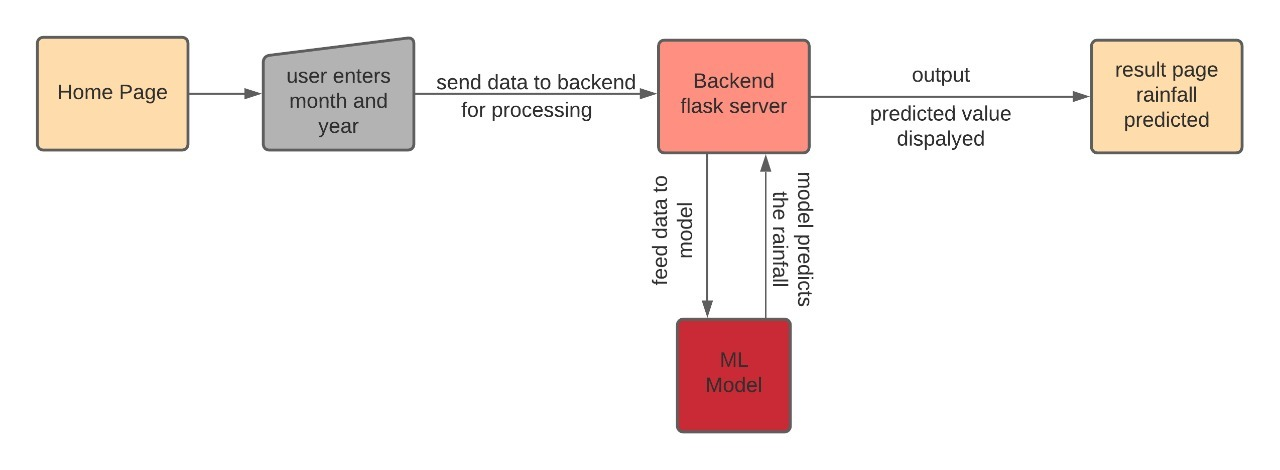 Home Page
user enters
month and
year
send data to backend
for processing
Backend
flask server
output
predicted value
dispalyed
result page
rainfall
predicted
feed data to
model
model predicts
the rainfall
ML
Model